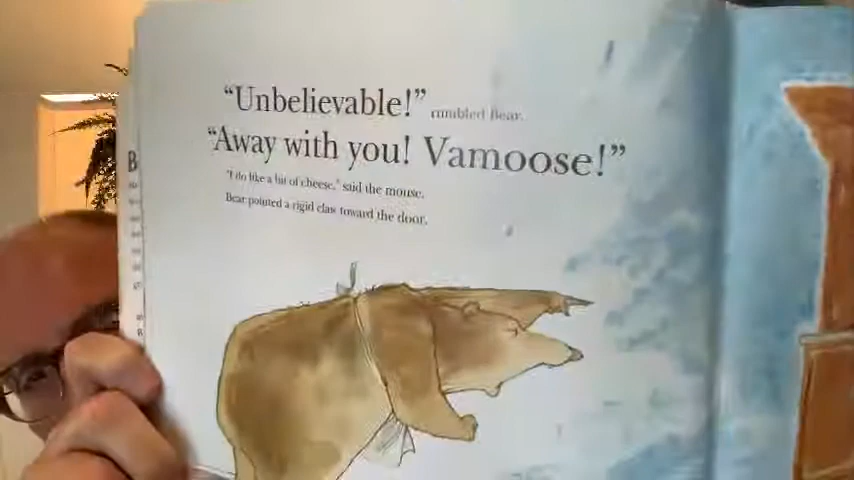 “Unbelievable!” rumbled Bear.
“Away with you! Vamoose!”
"I do like a bit of cheese," said the mouse.
Bear pointed a rigid claw toward the door.
B